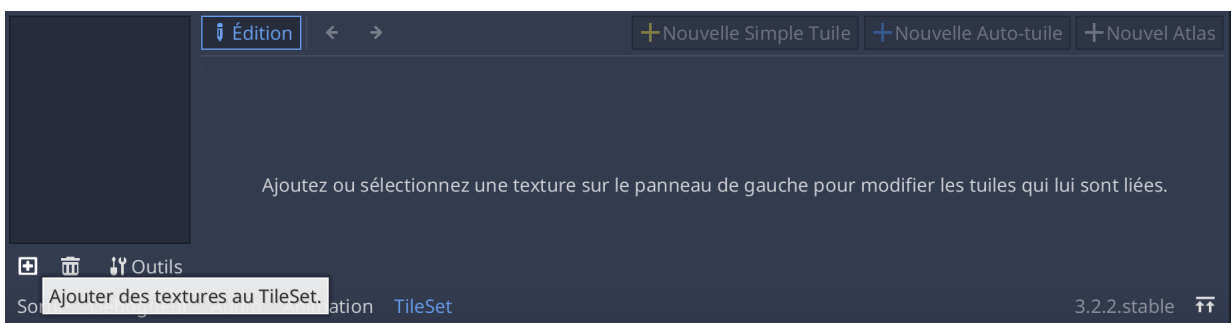 Édition
Nouvelle Simple Tuile Nouvelle Auto-tuile Nouvel Atlas
Ajoutez ou sélectionnez une texture sur le panneau de gauche pour modifier les tuiles qui lui sont liées.
Outils
Ajouter des textures au TileSet.
TileSet
3.2.2.stable